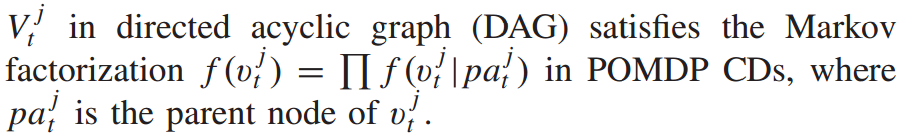 $V_t^j$ in directed acyclic graph (DAG) satisfies the Markov
factorization $f(v_t^j) = \prod f(v_t^j | pa_t^j)$ in POMDP CDs, where
$pa_t^j$ is the parent node of $v_t^j$.